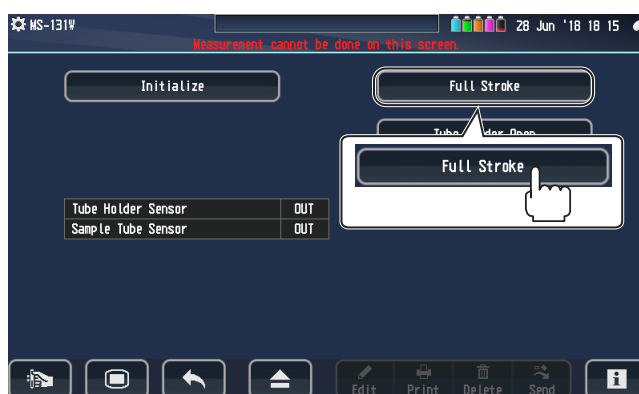 MS-131W
28 Jun '18 18 15
Measurement cannot be done on this screen.
Initialize
Full Stroke
Full Stroke
Tube Holder Sensor OUT
Sample Tube Sensor OUT
Edit Print Delete Send